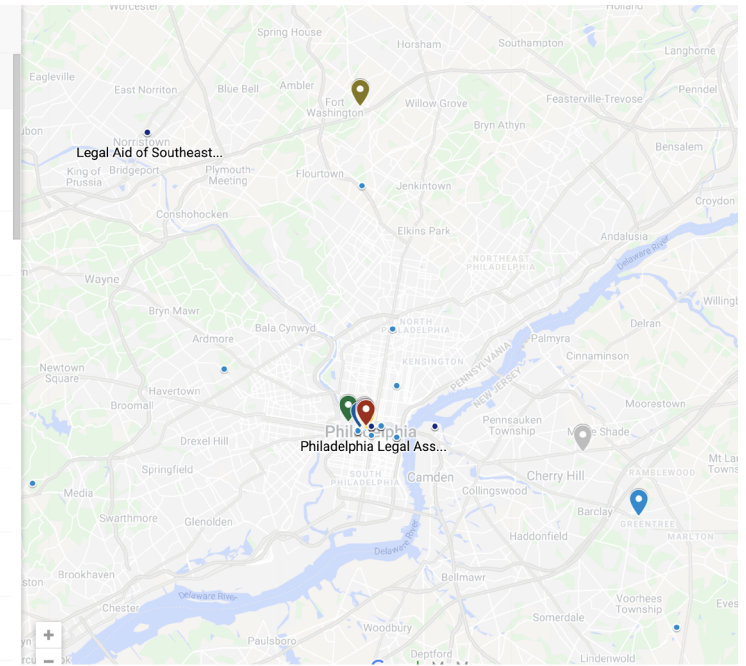 Worcester
Holland
Spring House
Horsham
Southampton
Langhorne
Eagleville
East Norriton
Blue Bell
Ambler
Fort
Washington
Willow Grove
Feasterville-Trevose
Penndel
Bryn Athyn
Norristown
Legal Aid of Southeast...
Bensalem
King of
Prussia
Bridgeport
Plymouth-
Meeting
Flourtown
Jenkintown
Croydon
Conshohocken
Elkins Park
Andalusia
Delaware River
NORTHEAST
PHILADELPHIA
Wayne
Bryn Mawr
Bala Cynwyd
NORTH
PHILADELPHIA
Delran
Ardmore
Palmyra
Cinnaminson
KENSINGTON
PENNSYLVANIA
NEW JERSEY
Newtown
Square
Havertown
Broomall
Moorestown
Pennsauken
Township
Philadelphia
Drexel Hill
Philadelphia Legal Ass...
Springfield
SOUTH
PHILADELPHIA
Camden
Cherry Hill
RAMBLEWOOD
Collingswood
Media
Swarthmore
Glenolden
Barclay
GREENTREE
MARLTON
Haddonfield
Delaware River
Brookhaven
Bellmawr
Chester
Delaware River
Voorhees
Township
Somerdale
Woodbury
Paulsboro
Deptford
Lindenwold
+
−